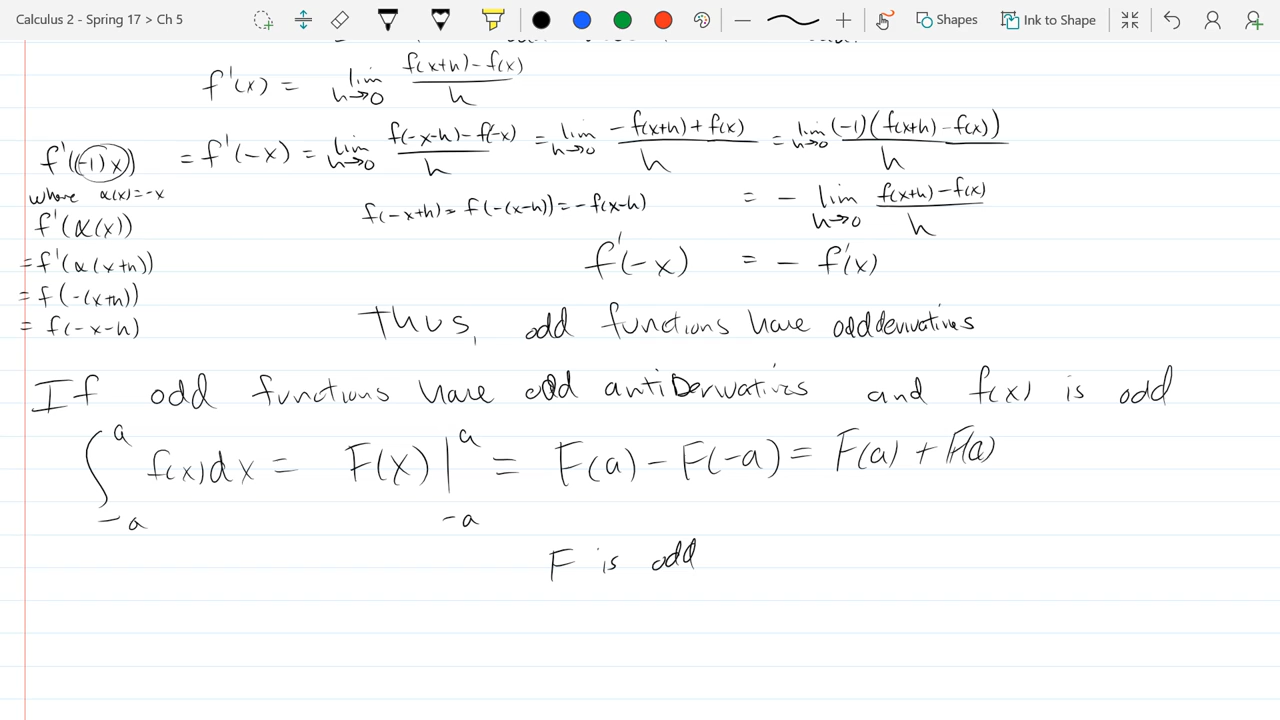 Calculus 2 - Spring 17 > Ch 5
Shapes
Ink to Shape
f'(x) = lim h→0 f(x+h) - f(x) / h
f'((-1)x) = f'(-x) = lim h→0 f(-x-h) - f(-x) / h = lim h→0 -f(x+h) + f(x) / h = lim h→0 (-1)(f(x+h) - f(x)) / h
where α(x) = -x
f(-x+h) = f(-(x-h)) = -f(x-h)
= - lim h→0 f(x+h) - f(x) / h
f'(α(x))
= f'(α(x+h))
f'(-x) = - f'(x)
= f(-(x+h))
= f(-x-h)
Thus, odd functions have odd derivatives
If odd functions have odd antiDerivatives and f(x) is odd
∫_{-a}^{a} f(x)dx = F(x) |_{-a}^{a} = F(a) - F(-a) = F(a) + F(a)
F is odd